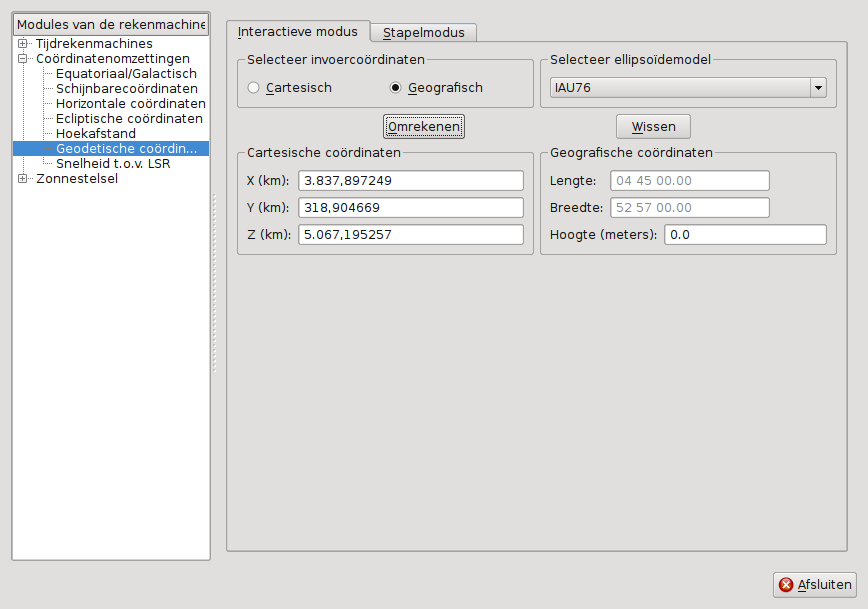 Modules van de rekenmachine
Tijdrekenmachines
Coördinatenomzettingen
Equatoriaal/Galactisch
Schijnbarecoördinaten
Horizontale coördinaten
Ecliptische coördinaten
Hoekafstand
Geodetische coördin...
Snelheid t.o.v. LSR
Zonnestelsel
Interactieve modus Stapelmodus
Selecteer invoercoördinaten
Cartesisch Geografisch
Selecteer ellipsoïdemodel
IAU76
Omrekenen Wissen
Cartesische coördinaten
X (km): 3.837,897249
Y (km): 318,904669
Z (km): 5.067,195257
Geografische coördinaten
Lengte: 04 45 00.00
Breedte: 52 57 00.00
Hoogte (meters): 0.0
Afsluiten